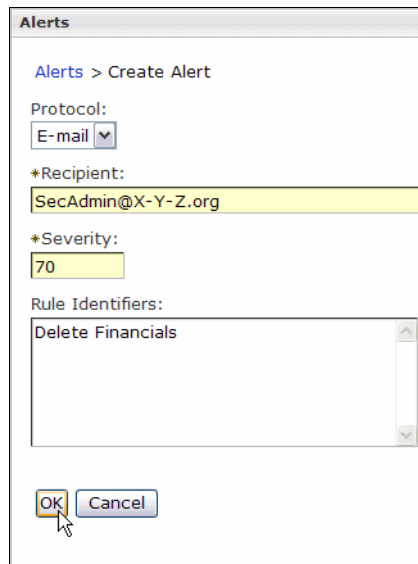 Alerts
Alerts > Create Alert
Protocol:
E-mail
*Recipient:
SecAdmin@X-Y-Z.org
*Severity:
70
Rule Identifiers:
Delete Financials
OK Cancel